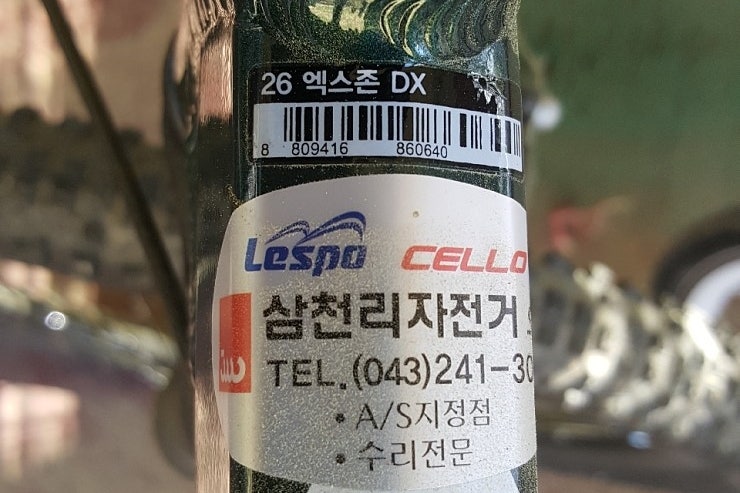 26 엑스존 DX
8 809416 860640
Lespo CELLO
삼천리자전거
TEL.(043)241-30
• A/S지정점
• 수리전문